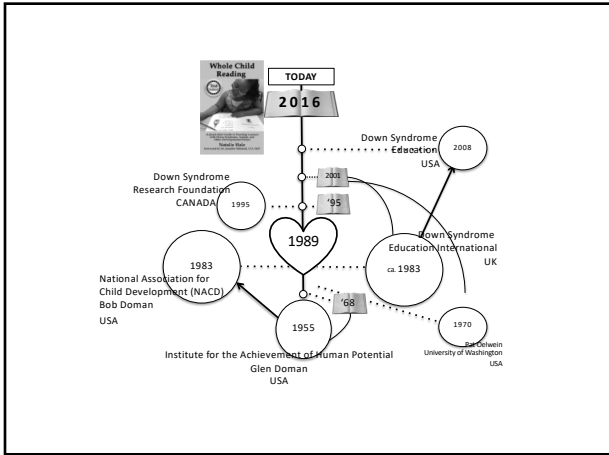 Whole Child
Reading
Natalie Hale
TODAY
2016
Down Syndrome
Education
USA
2008
2001
Down Syndrome
Research Foundation
CANADA
1995
'95
1989
Down Syndrome
Education International
UK
ca. 1983
1983
National Association for
Child Development (NACD)
Bob Doman
USA
'68
1955
1970
Pat Oelwein
University of Washington
USA
Institute for the Achievement of Human Potential
Glen Doman
USA